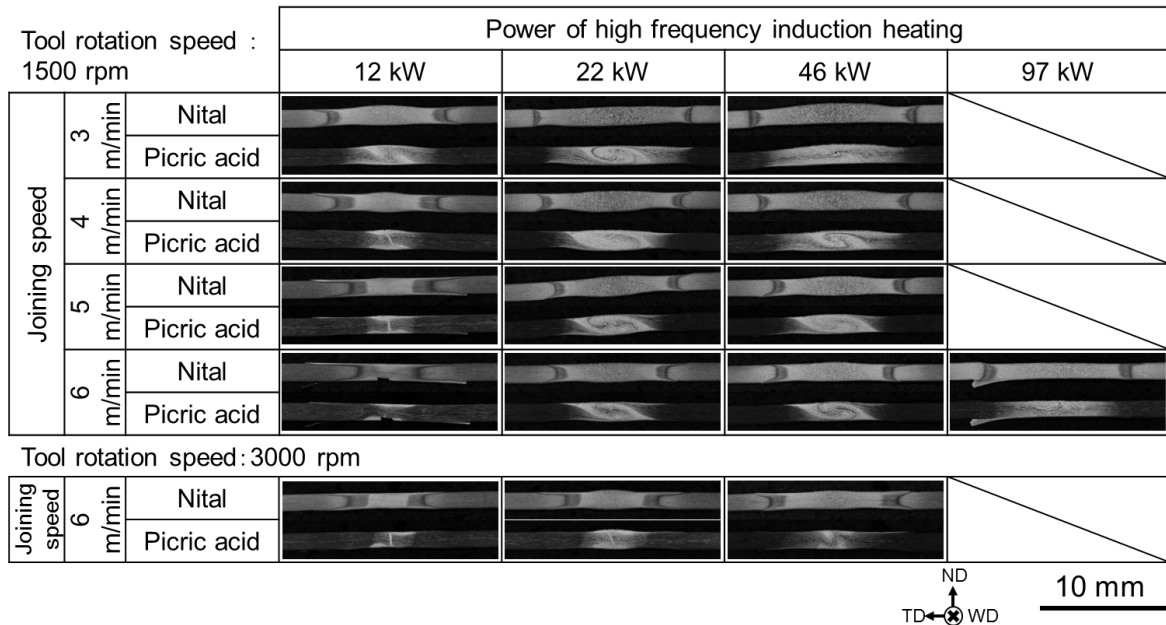 Tool rotation speed :
1500 rpm
Power of high frequency induction heating
12 kW
22 kW
46 kW
97 kW
Joining speed
3
m/min
Nital
Picric acid
4
m/min
Nital
Picric acid
5
m/min
Nital
Picric acid
6
m/min
Nital
Picric acid
Tool rotation speed : 3000 rpm
Joining
speed
6
m/min
Nital
Picric acid
ND
TD
WD
10 mm